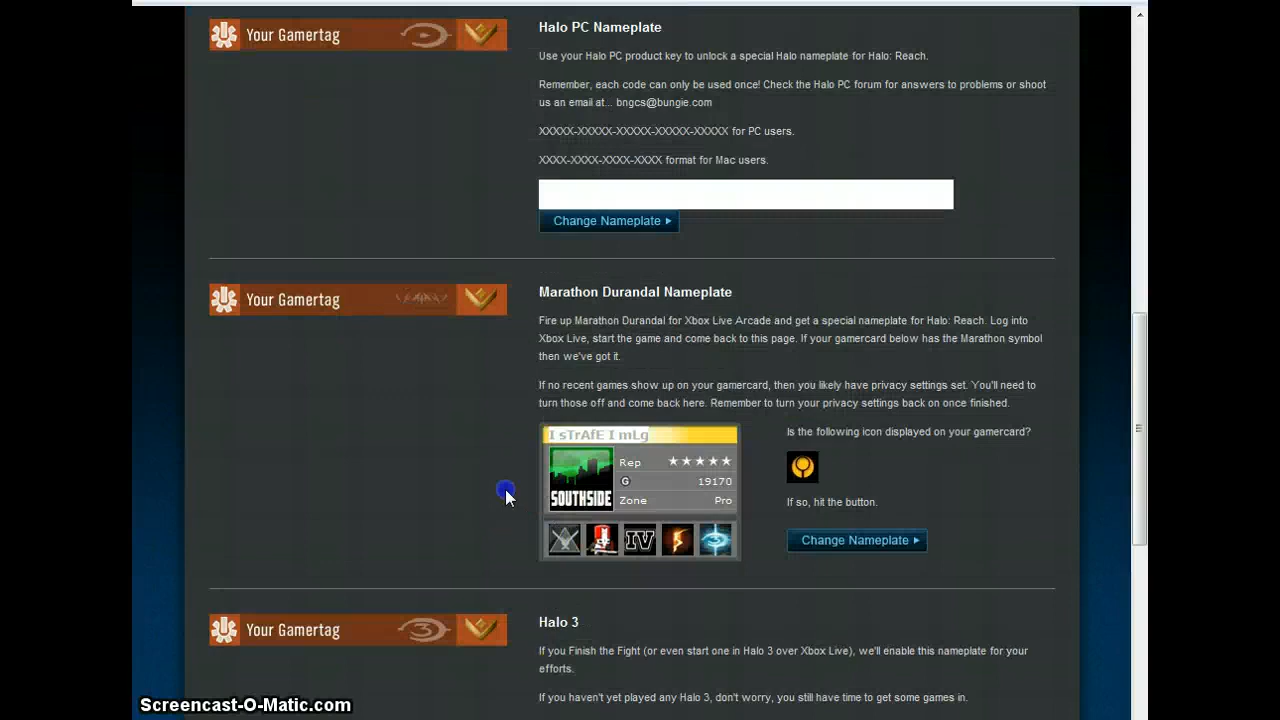 Your Gamertag
Halo PC Nameplate
Use your Halo PC product key to unlock a special Halo nameplate for Halo: Reach.
Remember, each code can only be used once! Check the Halo PC forum for answers to problems or shoot
us an email at... bngcs@bungie.com
XXXXX-XXXXX-XXXXX-XXXXX-XXXXX for PC users.
XXXX-XXXX-XXXX-XXXX format for Mac users.
Change Nameplate
Your Gamertag
Marathon Durandal Nameplate
Fire up Marathon Durandal for Xbox Live Arcade and get a special nameplate for Halo: Reach. Log into
Xbox Live, start the game and come back to this page. If your gamercard below has the Marathon symbol
then we've got it.
If no recent games show up on your gamercard, then you likely have privacy settings set. You'll need to
turn those off and come back here. Remember to turn your privacy settings back on once finished.
I sTrAfE I mLg
SOUTHSIDE
Rep ★★★★★
G 19170
Zone Pro
IV
Is the following icon displayed on your gamercard?
If so, hit the button.
Change Nameplate
Your Gamertag 3
Halo 3
If you Finish the Fight (or even start one in Halo 3 over Xbox Live), we'll enable this nameplate for your
efforts.
If you haven't yet played any Halo 3, don't worry, you still have time to get some games in.
Screencast-O-Matic.com